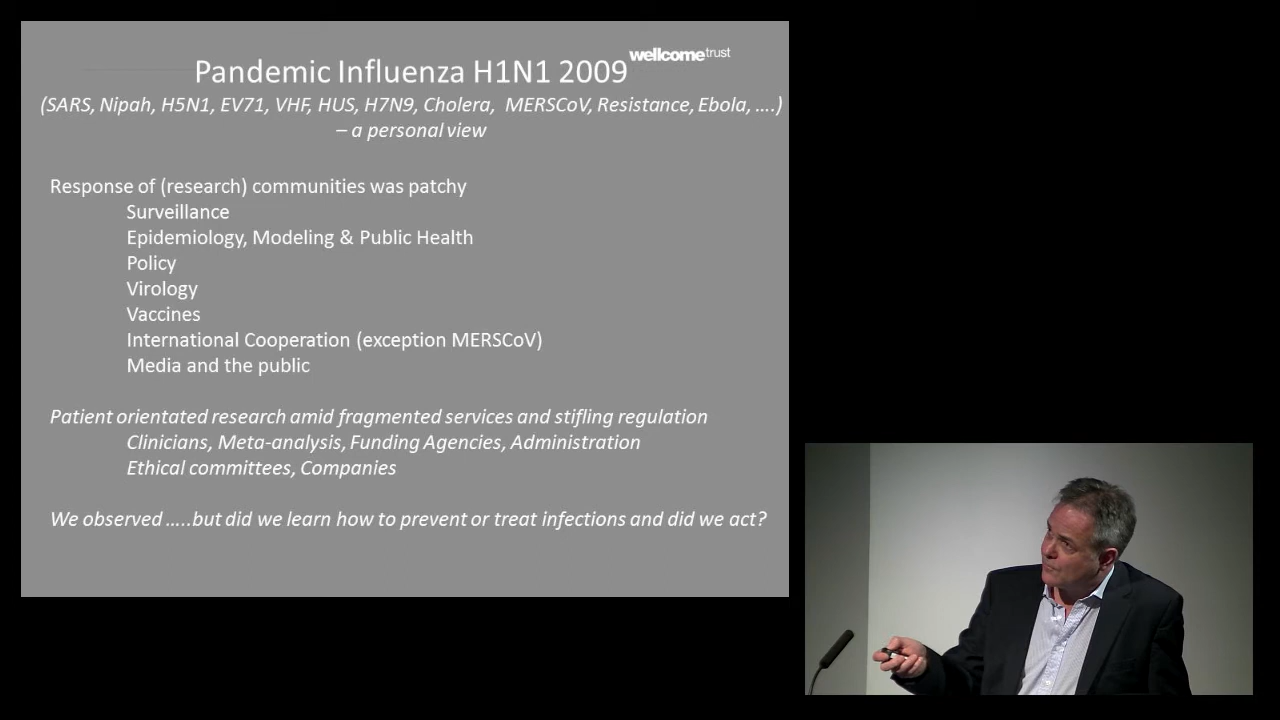 wellcometrust
Pandemic Influenza H1N1 2009
(SARS, Nipah, H5N1, EV71, VHF, HUS, H7N9, Cholera, MERSCoV, Resistance, Ebola, ....)
– a personal view
Response of (research) communities was patchy
Surveillance
Epidemiology, Modeling & Public Health
Policy
Virology
Vaccines
International Cooperation (exception MERSCoV)
Media and the public
Patient orientated research amid fragmented services and stifling regulation
Clinicians, Meta-analysis, Funding Agencies, Administration
Ethical committees, Companies
We observed .....but did we learn how to prevent or treat infections and did we act?